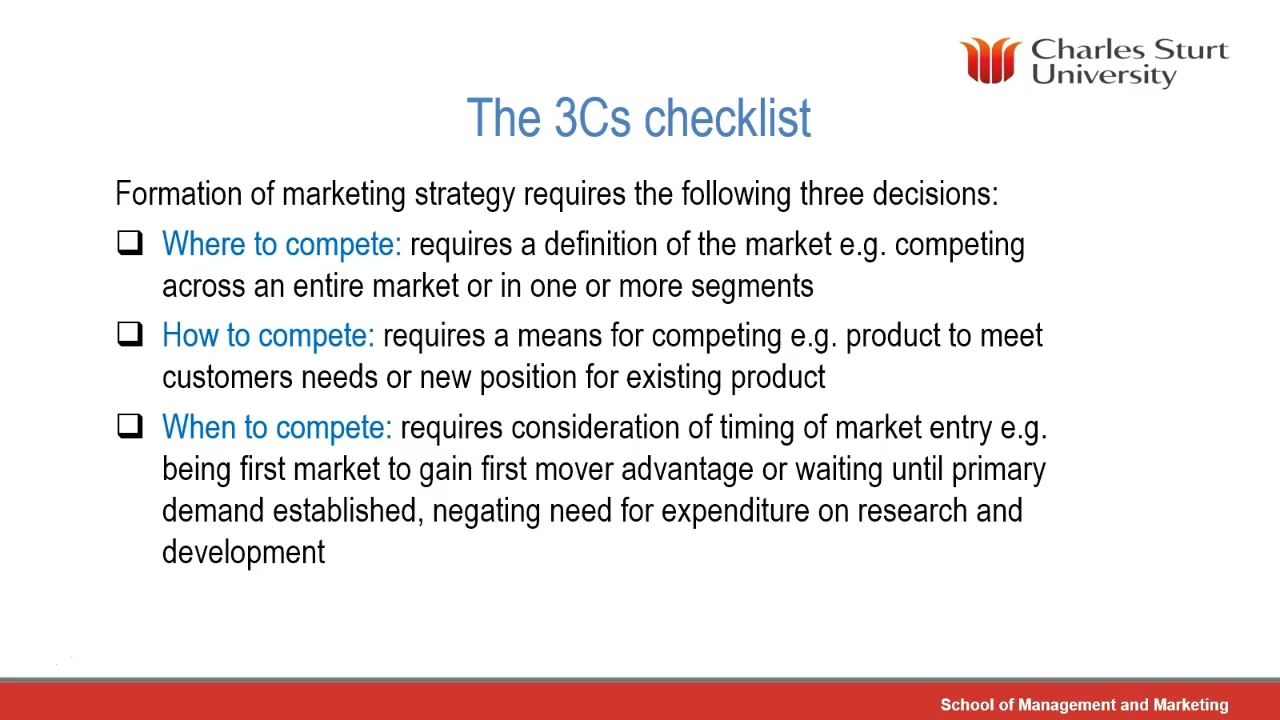 Charles Sturt
University
The 3Cs checklist
Formation of marketing strategy requires the following three decisions:
❑ Where to compete: requires a definition of the market e.g. competing
across an entire market or in one or more segments
❑ How to compete: requires a means for competing e.g. product to meet
customers needs or new position for existing product
❑ When to compete: requires consideration of timing of market entry e.g.
being first market to gain first mover advantage or waiting until primary
demand established, negating need for expenditure on research and
development
School of Management and Marketing